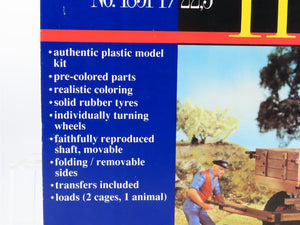 No. 1891 17 22,5
• authentic plastic model
kit
• pre-colored parts
• realistic coloring
• solid rubber tyres
• individually turning
wheels
• faithfully reproduced
shaft, movable
• folding / removable
sides
• transfers included
• loads (2 cages, 1 animal)